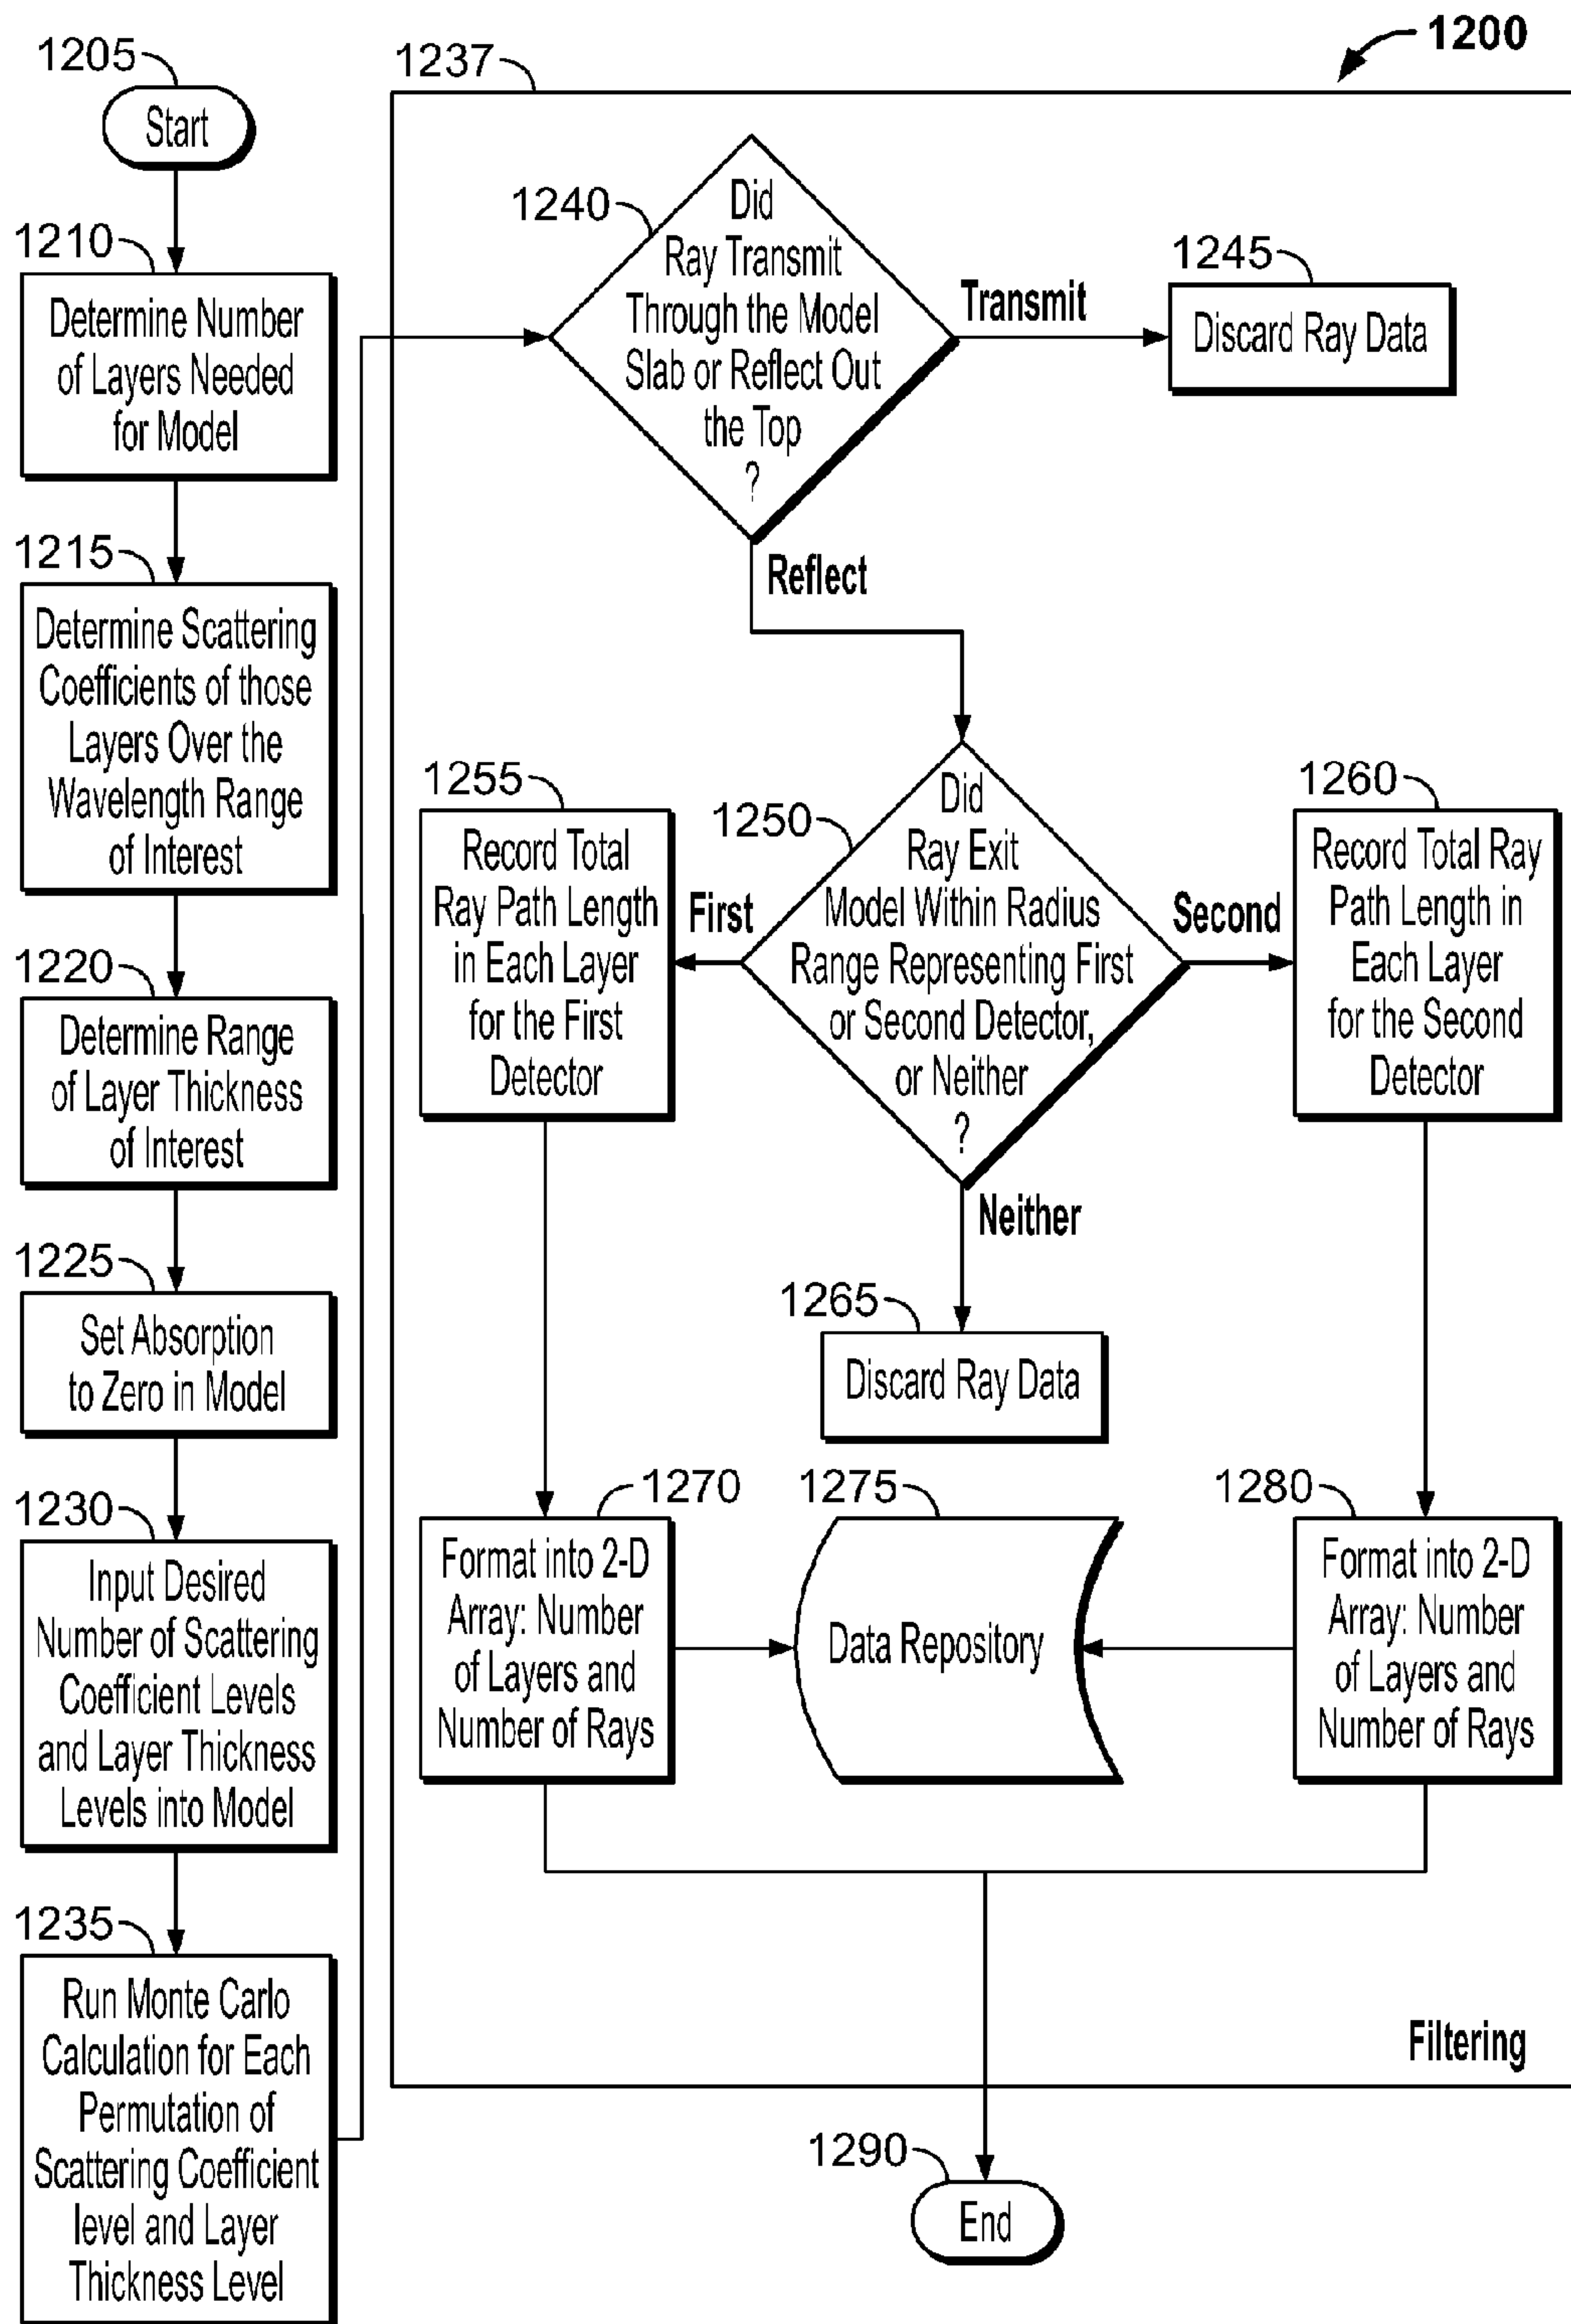 1200
1205
Start
1210
Determine Number
of Layers Needed
for Model
1215
Determine Scattering
Coefficients of those
Layers Over the
Wavelength Range
of Interest
1220
Determine Range
of Layer Thickness
of Interest
1225
Set Absorption
to Zero in Model
1230
Input Desired
Number of Scattering
Coefficient Levels
and Layer Thickness
Levels into Model
1235
Run Monte Carlo
Calculation for Each
Permutation of
Scattering Coefficient
level and Layer
Thickness Level
1237
1240
Did
Ray Transmit
Through the Model
Slab or Reflect Out
the Top
?
Transmit
1245
Discard Ray Data
Reflect
1250
Did
Ray Exit
Model Within Radius
Range Representing First
or Second Detector,
or Neither
?
First
1255
Record Total
Ray Path Length
in Each Layer
for the First
Detector
Second
1260
Record Total Ray
Path Length in
Each Layer
for the Second
Detector
Neither
1265
Discard Ray Data
1270
Format into 2-D
Array: Number
of Layers and
Number of Rays
1275
Data Repository
1280
Format into 2-D
Array: Number
of Layers and
Number of Rays
Filtering
1290
End